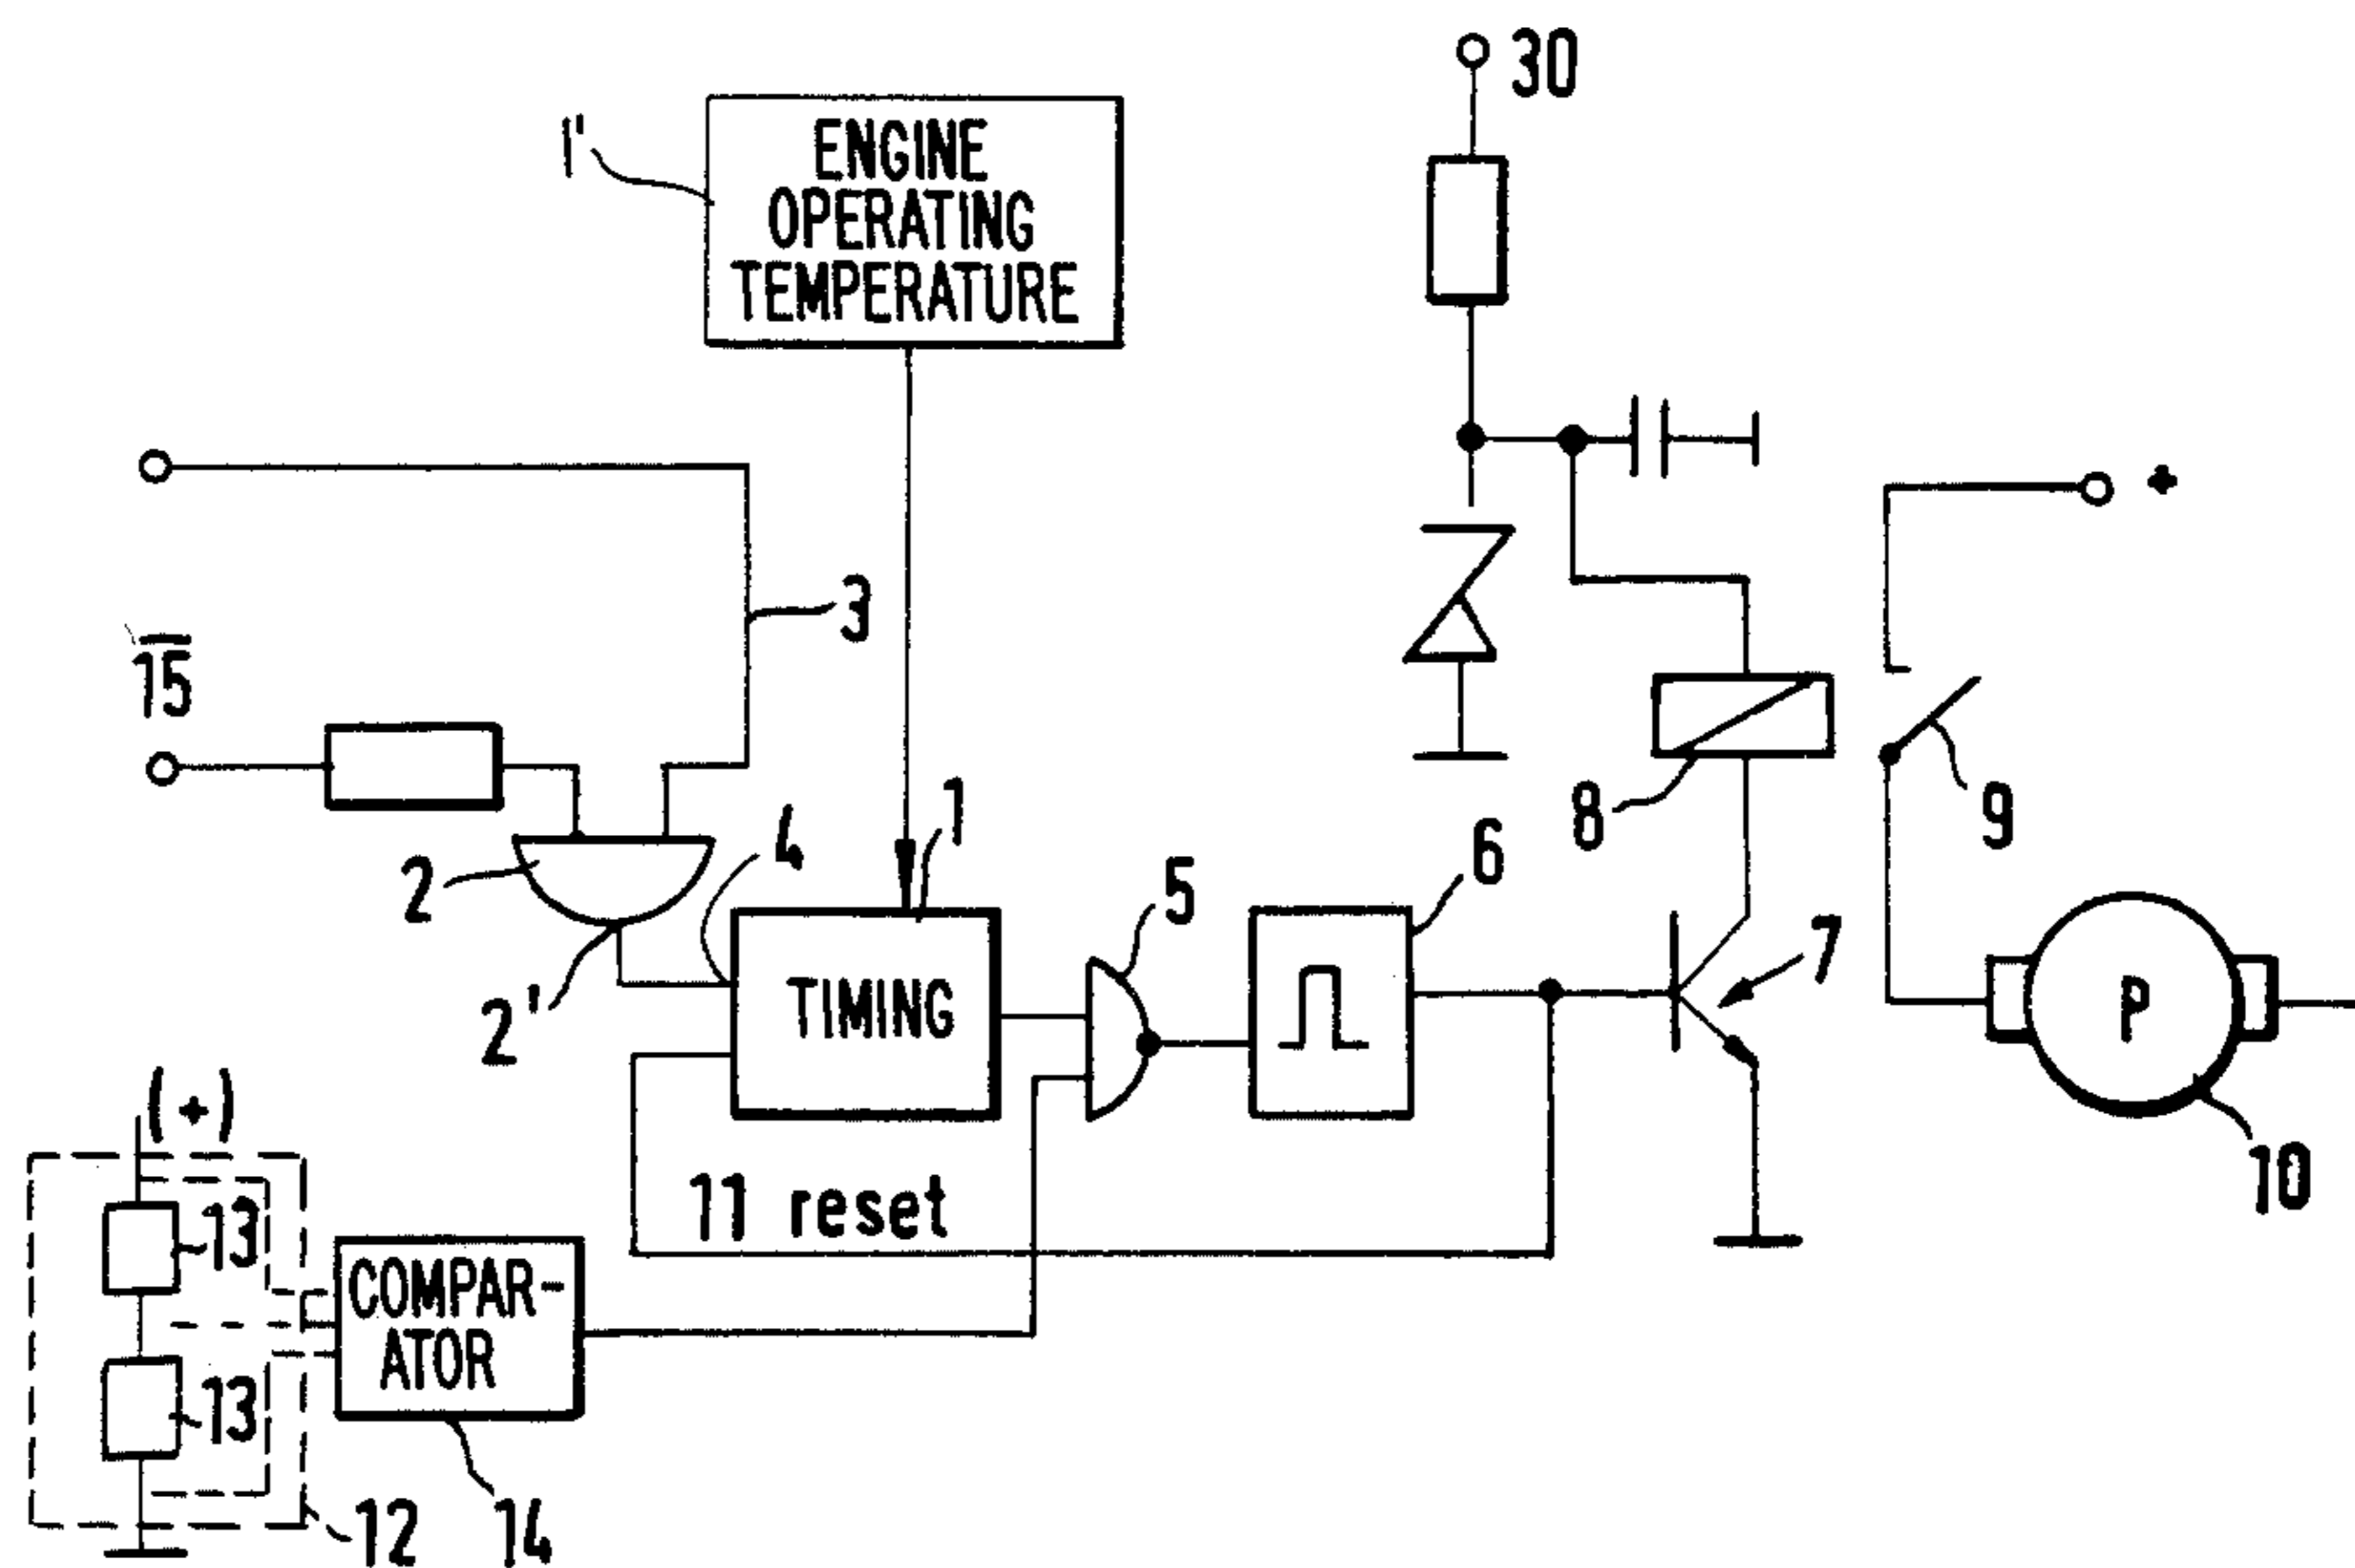 30
1'
ENGINE
OPERATING
TEMPERATURE
+
3
15
4
1
8
9
2
6
5
7
TIMING
P
2'
(+)
10
11 reset
13
COMPAR-
ATOR
13
12
14